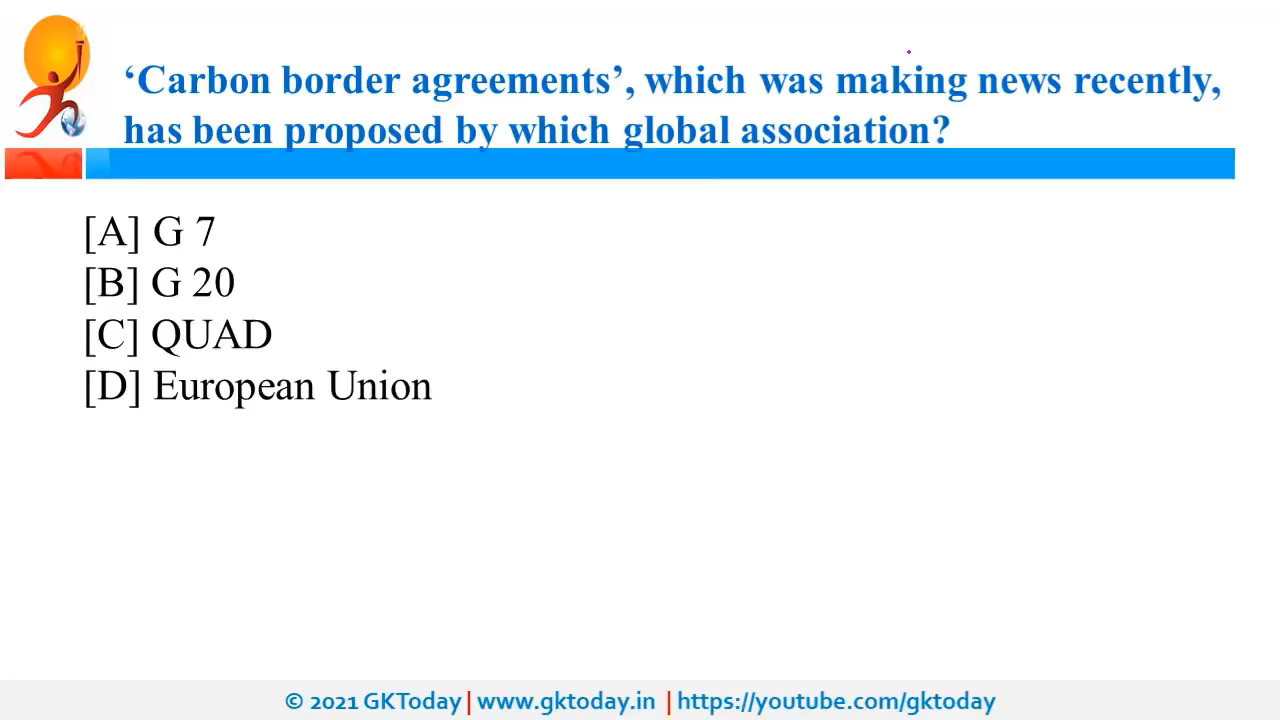 ‘Carbon border agreements’, which was making news recently,
has been proposed by which global association?
[A] G 7
[B] G 20
[C] QUAD
[D] European Union
© 2021 GKToday | www.gktoday.in | https://youtube.com/gktoday